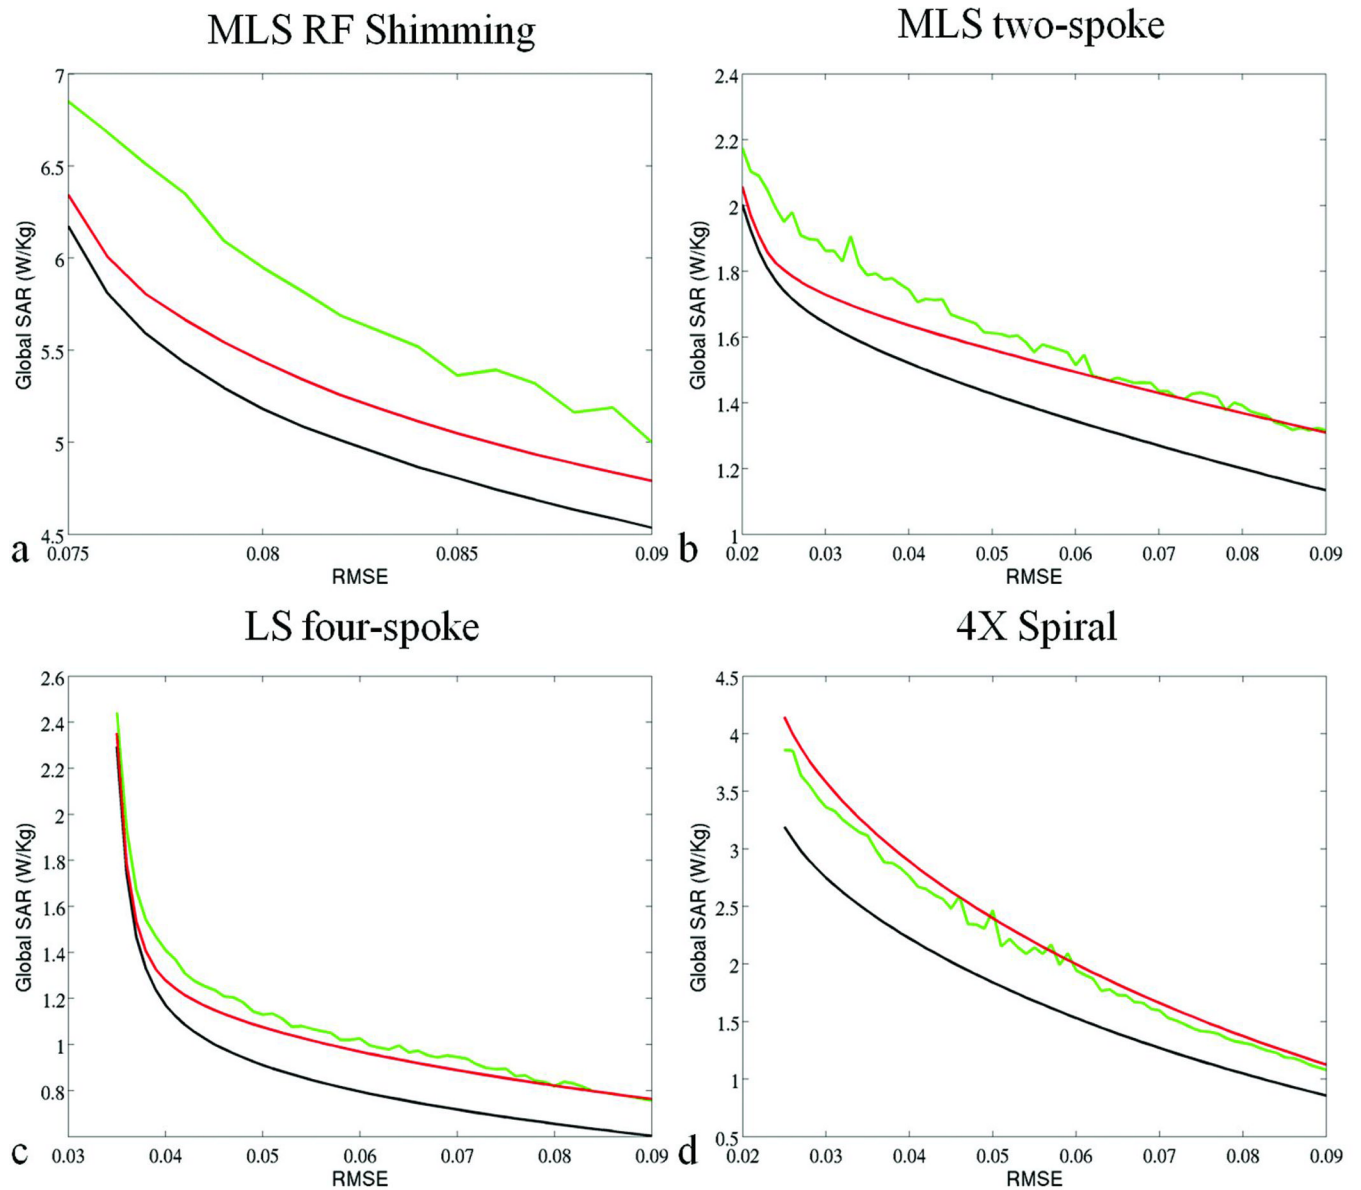 MLS RF Shimming
7
6.5
6
5.5
5
4.5
Global SAR (W/Kg)
0.075 0.08 0.085 0.09
RMSE
a
MLS two-spoke
2.4
2.2
2
1.8
1.6
1.4
1.2
1
Global SAR (W/Kg)
0.02 0.03 0.04 0.05 0.06 0.07 0.08 0.09
RMSE
b
LS four-spoke
2.6
2.4
2.2
2
1.8
1.6
1.4
1.2
1
0.8
Global SAR (W/Kg)
0.03 0.04 0.05 0.06 0.07 0.08 0.09
RMSE
c
4X Spiral
4.5
4
3.5
3
2.5
2
1.5
1
0.5
Global SAR (W/Kg)
0.02 0.03 0.04 0.05 0.06 0.07 0.08 0.09
RMSE
d